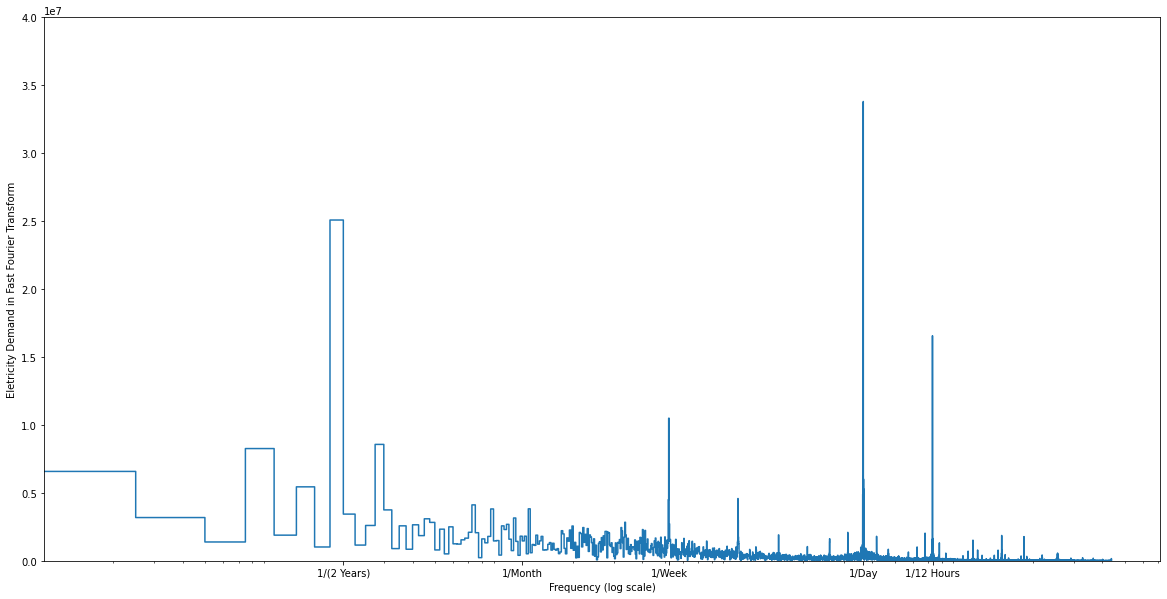 1e7
4.0
3.5
3.0
2.5
2.0
1.5
1.0
0.5
0.0
Eletricity Demand in Fast Fourier Transform
1/(2 Years) 1/Month 1/Week 1/Day 1/12 Hours
Frequency (log scale)